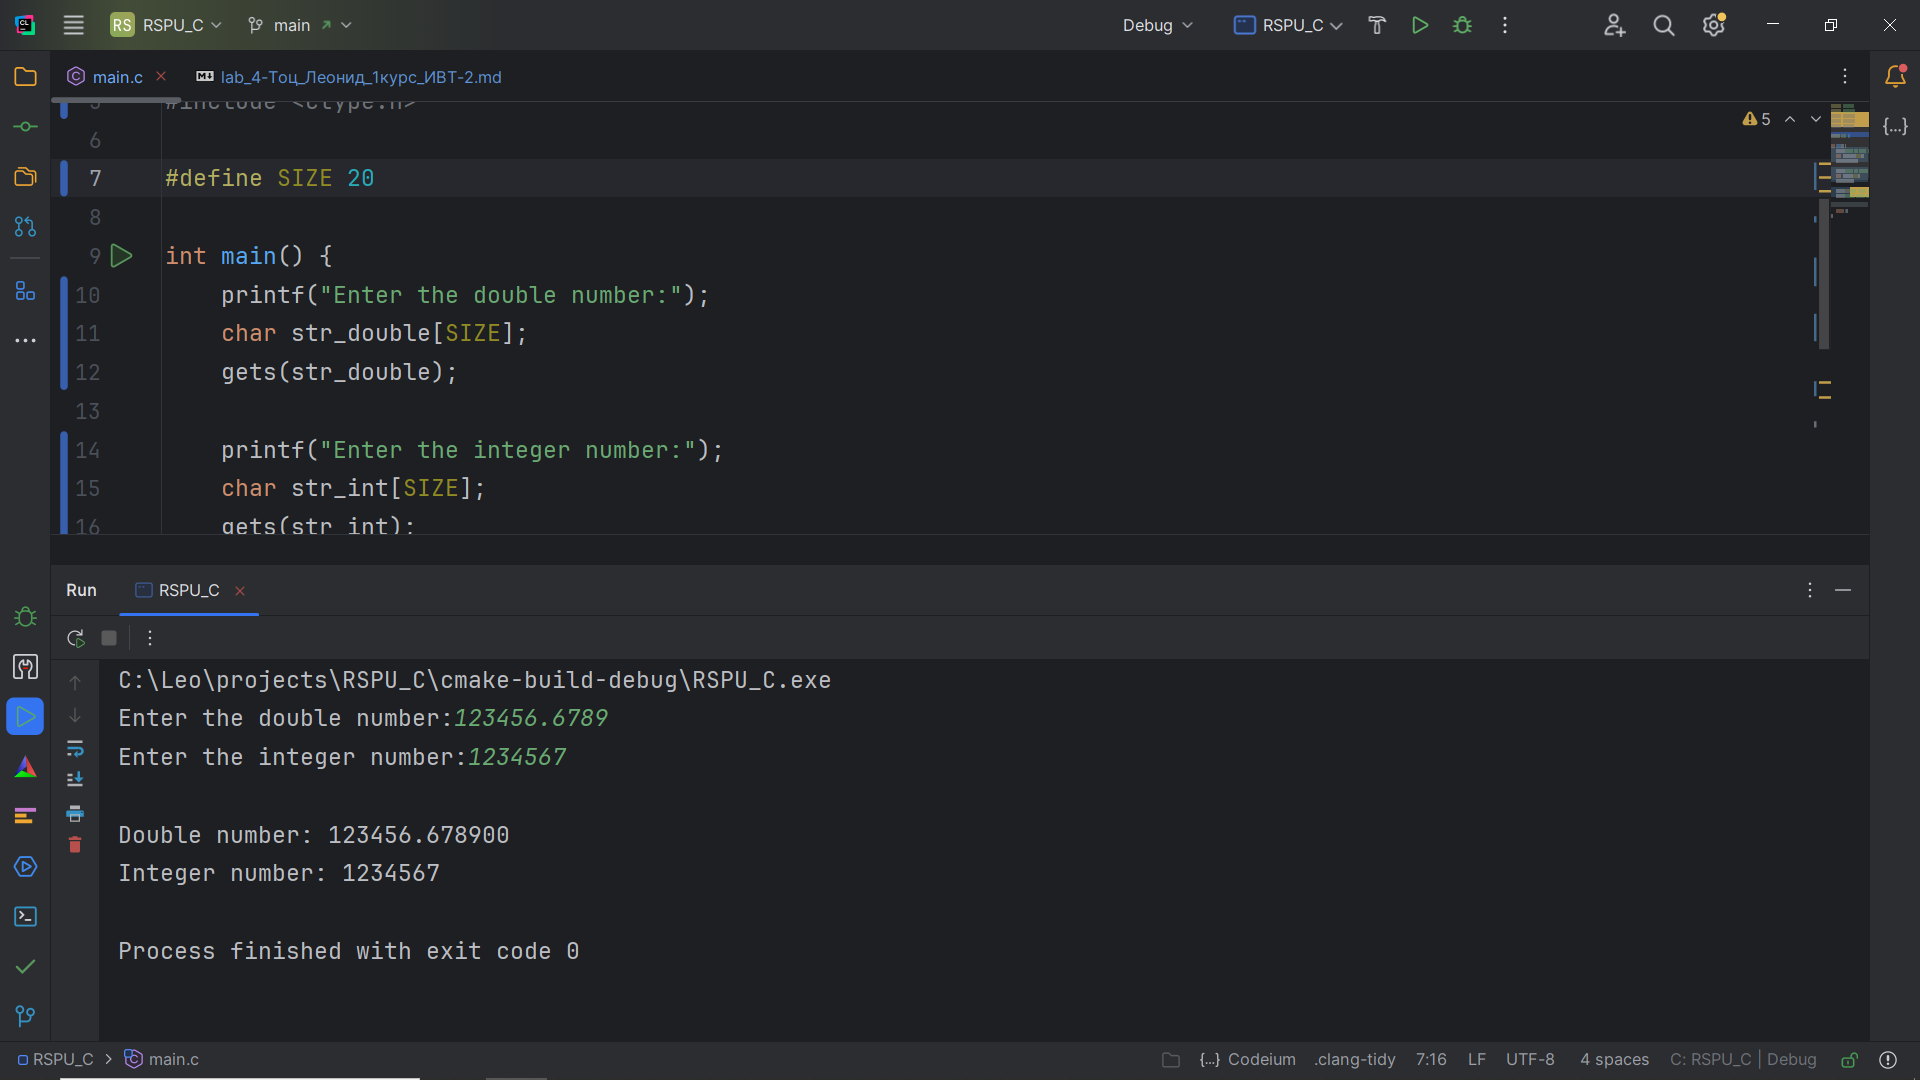 RS RSPU_C main Debug RSPU_C
main.c lab_4-Тоц_Леонид_1курс_ИВТ-2.md
5 #include <ctype.h>
5
6
7 #define SIZE 20
8
9 int main() {
10 printf("Enter the double number:");
11 char str_double[SIZE];
12 gets(str_double);
13
14 printf("Enter the integer number:");
15 char str_int[SIZE];
16 gets(str_int);
Run RSPU_C
C:\Leo\projects\RSPU_C\cmake-build-debug\RSPU_C.exe
Enter the double number:123456.6789
Enter the integer number:1234567
Double number: 123456.678900
Integer number: 1234567
Process finished with exit code 0
RSPU_C > main.c {...} Codeium .clang-tidy 7:16 LF UTF-8 4 spaces C: RSPU_C | Debug